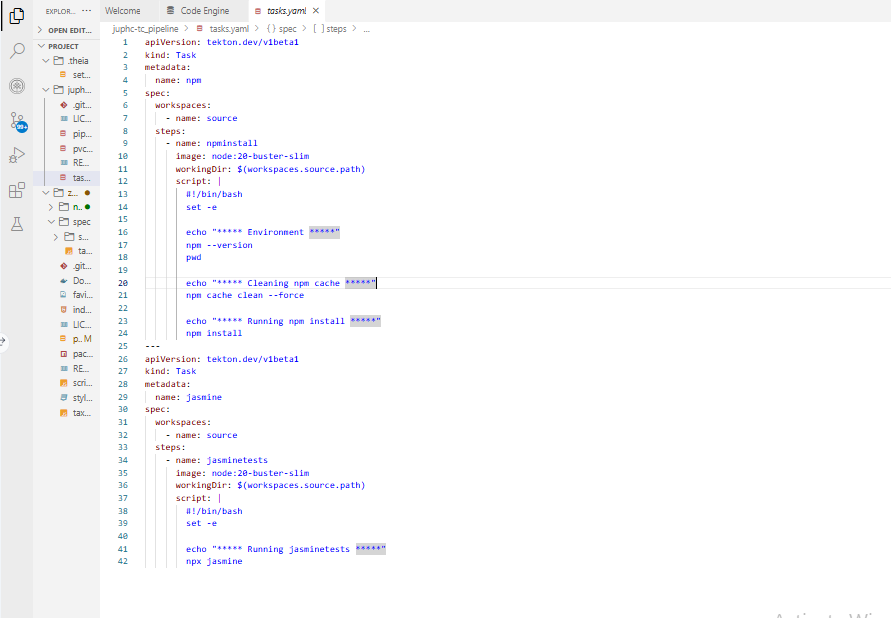 EXPLOR... ...
OPEN EDIT...
PROJECT
.theia
set...
juph...
.git...
LIC...
pip...
pvc...
RE...
tas...
z...
n...
spec
s...
ta...
.git...
Do...
favi...
ind...
LIC...
p... M
pac...
RE...
scri...
styl...
tax...
99+
Welcome Code Engine tasks.yaml
juphc-tc_pipeline > tasks.yaml > {} spec > [ ] steps > ...
1 apiVersion: tekton.dev/v1beta1
2 kind: Task
3 metadata:
4 name: npm
5 spec:
6 workspaces:
7 - name: source
8 steps:
9 - name: npminstall
10 image: node:20-buster-slim
11 workingDir: $(workspaces.source.path)
12 script: |
13 #!/bin/bash
14 set -e
15
16 echo "***** Environment *****"
17 npm --version
18 pwd
19
20 echo "***** Cleaning npm cache *****"
21 npm cache clean --force
22
23 echo "***** Running npm install *****"
24 npm install
25 ---
26 apiVersion: tekton.dev/v1beta1
27 kind: Task
28 metadata:
29 name: jasmine
30 spec:
31 workspaces:
32 - name: source
33 steps:
34 - name: jasminetests
35 image: node:20-buster-slim
36 workingDir: $(workspaces.source.path)
37 script: |
38 #!/bin/bash
39 set -e
40
41 echo "***** Running jasminetests *****"
42 npx jasmine